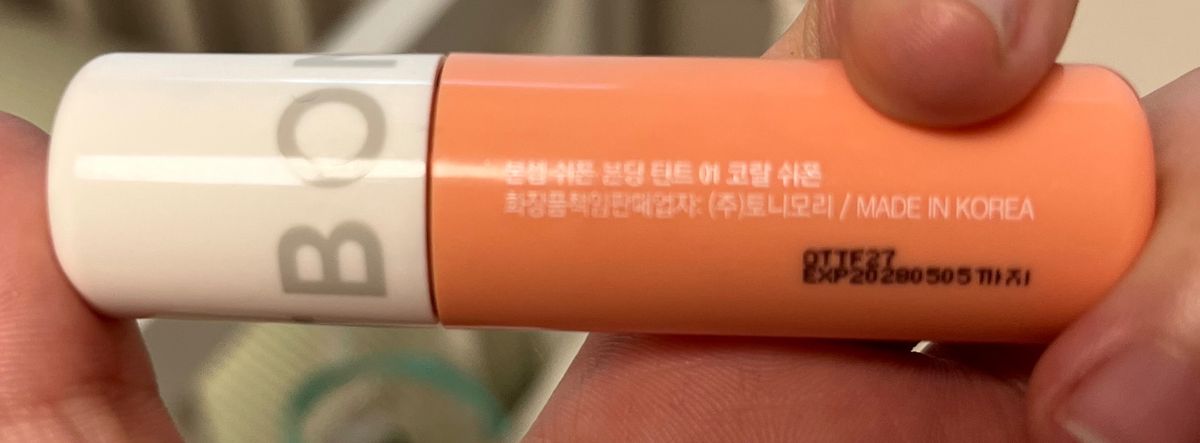 BON
본셉 쉬폰 본딩 틴트 01 코랄 쉬폰
화장품책임판매업자: (주)토니모리 / MADE IN KOREA
OTTF27
EXP20280505까지